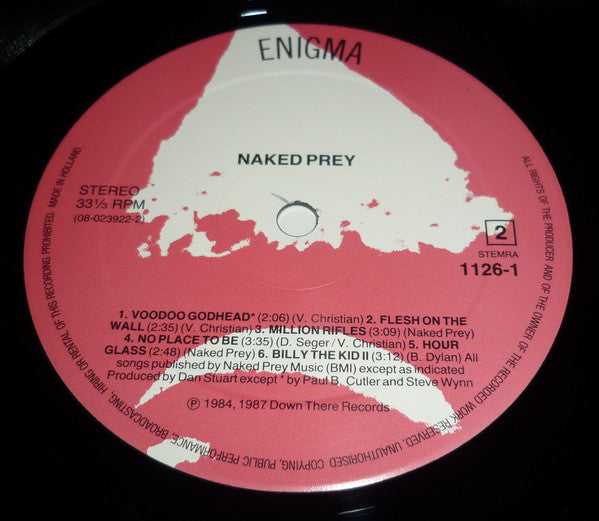 ENIGMA
NAKED PREY
STEREO
33⅓ RPM
(08-023922-2)
2
STEMRA
1126-1
1. VOODOO GODHEAD* (2:06) (V. Christian) 2. FLESH ON THE
WALL (2:35) (V. Christian) 3. MILLION RIFLES (3:09) (Naked Prey)
4. NO PLACE TO BE (3:35) (D. Seger / V. Christian) 5. HOUR
GLASS (2:48) (Naked Prey) 6. BILLY THE KID II (3:12) (B. Dylan) All
songs published by Naked Prey Music (BMI) except as indicated
Produced by Dan Stuart except * by Paul B. Cutler and Steve Wynn
℗ 1984, 1987 Down There Records
ALL RIGHTS OF THE PRODUCER AND OF THE OWNER OF THE RECORDED WORK RESERVED. UNAUTHORISED COPYING, PUBLIC PERFORMANCE, BROADCASTING, HIRING OR RENTAL OF THIS RECORDING PROHIBITED. MADE IN HOLLAND.